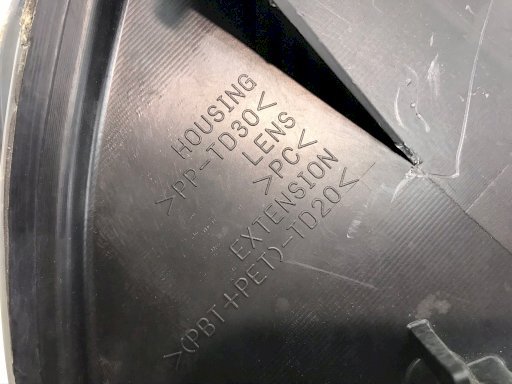 HOUSING
>PP-TD30<
LENS
>PC<
EXTENSION
>(PBT+PET)-TD20<